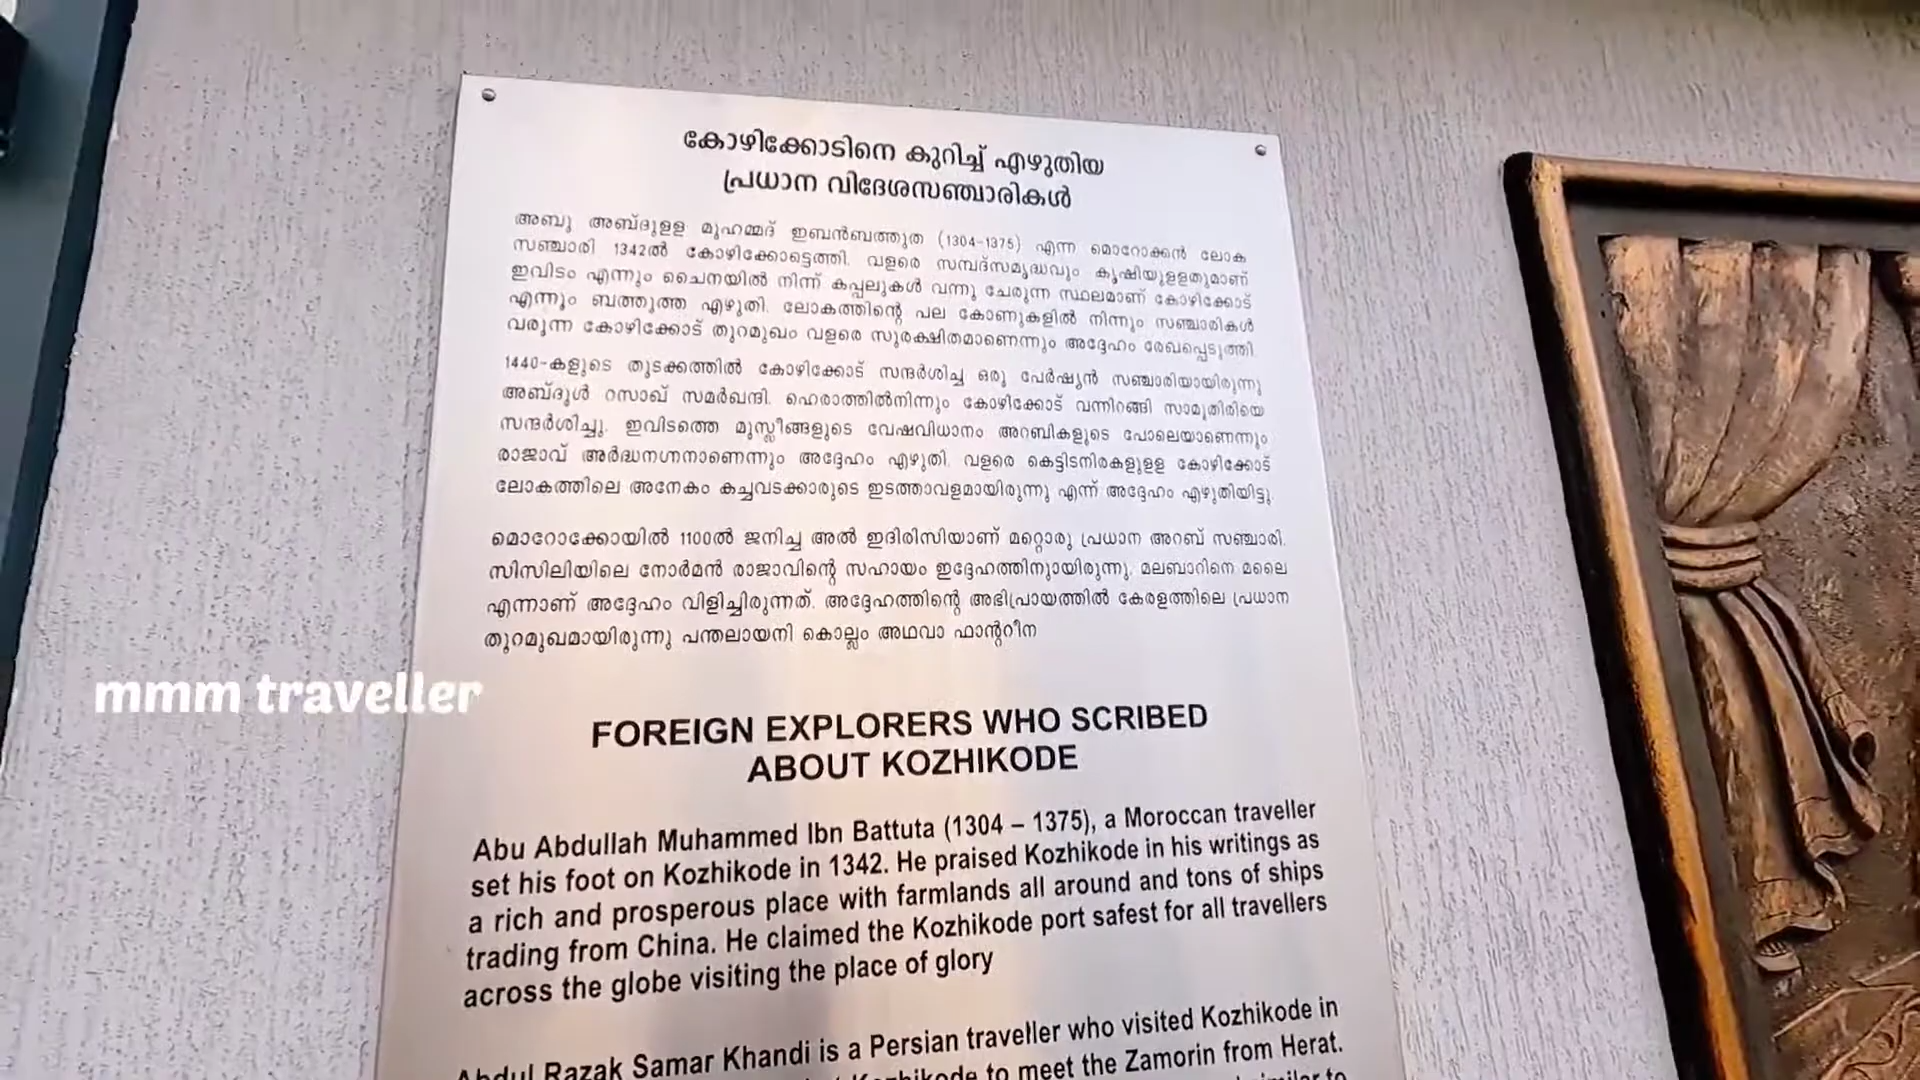 കോഴിക്കോടിനെ കുറിച്ച് എഴുതിയ
പ്രധാന വിദേശസഞ്ചാരികൾ
അബു അബ്ദുളള മുഹമ്മദ് ഇബൻബത്തുത (1304-1375) എന്ന മൊറോക്കൻ ലോക
സഞ്ചാരി 1342ൽ കോഴിക്കോട്ടെത്തി. വളരെ സമ്പദ്സമൃദ്ധവും കൃഷിയുളളതുമാണ്
ഇവിടം എന്നും ചൈനയിൽ നിന്ന് കപ്പലുകൾ വന്നു ചേരുന്ന സ്ഥലമാണ് കോഴിക്കോട്
എന്നും ബത്തൂത്ത എഴുതി. ലോകത്തിന്റെ പല കോണുകളിൽ നിന്നും സഞ്ചാരികൾ
വരുന്ന കോഴിക്കോട് തുറമുഖം വളരെ സുരക്ഷിതമാണെന്നും അദ്ദേഹം രേഖപ്പെടുത്തി.
1440-കളുടെ തുടക്കത്തിൽ കോഴിക്കോട് സന്ദർശിച്ച ഒരു പേർഷ്യൻ സഞ്ചാരിയായിരുന്നു
അബ്ദുൾ റസാഖ് സമർഖന്ദി. ഹെരാത്തിൽനിന്നും കോഴിക്കോട് വന്നിറങ്ങി സാമൂതിരിയെ
സന്ദർശിച്ചു. ഇവിടത്തെ മുസ്ലീങ്ങളുടെ വേഷവിധാനം അറബികളുടെ പോലെയാണെന്നും
രാജാവ് അർദ്ധനഗ്നനാണെന്നും അദ്ദേഹം എഴുതി. വളരെ കെട്ടിടനിരകളുളള കോഴിക്കോട്
ലോകത്തിലെ അനേകം കച്ചവടക്കാരുടെ ഇടത്താവളമായിരുന്നു എന്ന് അദ്ദേഹം എഴുതിയിട്ടു.
മൊറോക്കോയിൽ 1100ൽ ജനിച്ച അൽ ഇദിരിസിയാണ് മറ്റൊരു പ്രധാന അറബ് സഞ്ചാരി.
സിസിലിയിലെ നോർമൻ രാജാവിന്റെ സഹായം ഇദ്ദേഹത്തിനുായിരുന്നു. മലബാറിനെ മലൈ
എന്നാണ് അദ്ദേഹം വിളിച്ചിരുന്നത്. അദ്ദേഹത്തിന്റെ അഭിപ്രായത്തിൽ കേരളത്തിലെ പ്രധാന
തുറമുഖമായിരുന്നു പന്തലായനി കൊല്ലം അഥവാ ഫാന്ററീന
mmm traveller
FOREIGN EXPLORERS WHO SCRIBED
ABOUT KOZHIKODE
Abu Abdullah Muhammed Ibn Battuta (1304 – 1375), a Moroccan traveller
set his foot on Kozhikode in 1342. He praised Kozhikode in his writings as
a rich and prosperous place with farmlands all around and tons of ships
trading from China. He claimed the Kozhikode port safest for all travellers
across the globe visiting the place of glory
Abdul Razak Samar Khandi is a Persian traveller who visited Kozhikode in
Kozhikode to meet the Zamorin from Herat.
similar to